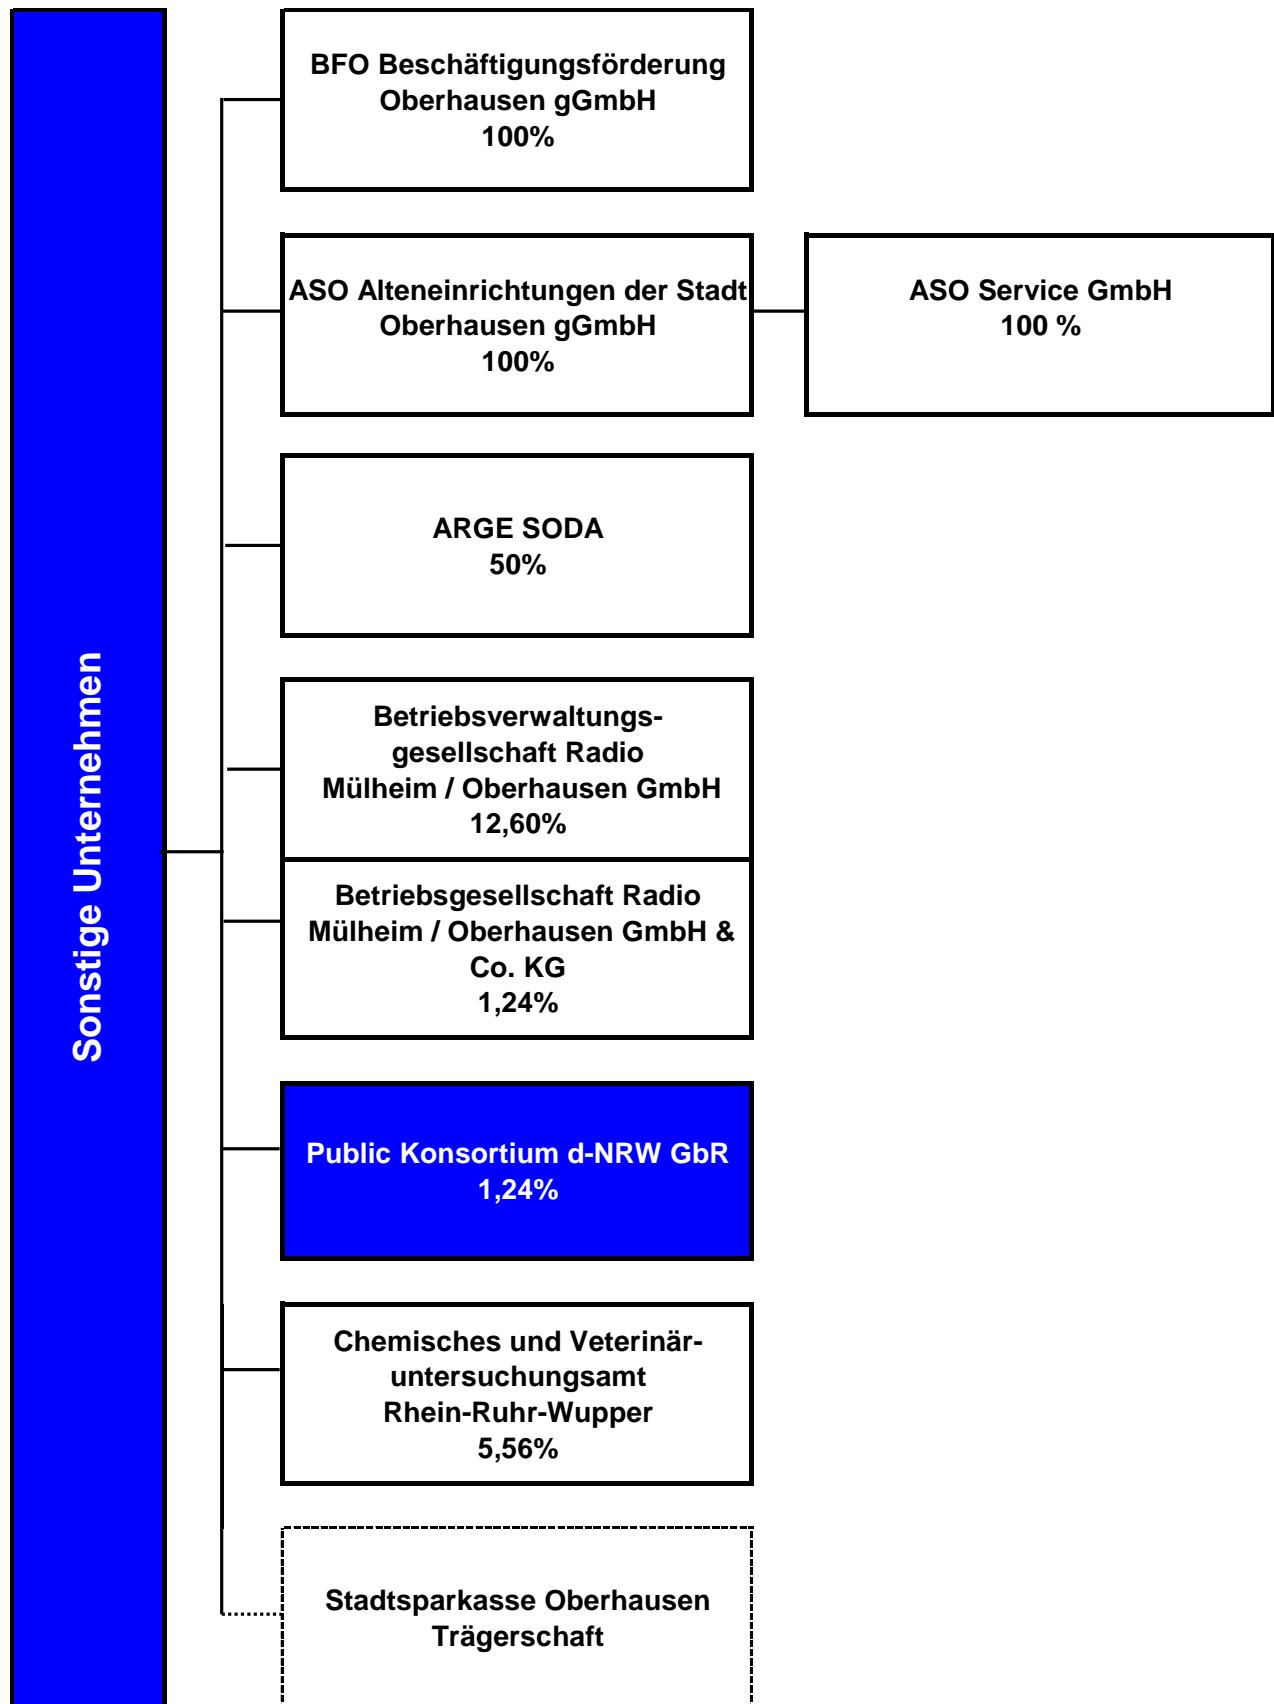 Sonstige Unternehmen
BFO Beschäftigungsförderung
Oberhausen gGmbH
100%
ASO Alteneinrichtungen der Stadt
Oberhausen gGmbH
100%
ASO Service GmbH
100 %
ARGE SODA
50%
Betriebsverwaltungs-
gesellschaft Radio
Mülheim / Oberhausen GmbH
12,60%
Betriebsgesellschaft Radio
Mülheim / Oberhausen GmbH &
Co. KG
1,24%
Public Konsortium d-NRW GbR
1,24%
Chemisches und Veterinär-
untersuchungsamt
Rhein-Ruhr-Wupper
5,56%
Stadtsparkasse Oberhausen
Trägerschaft